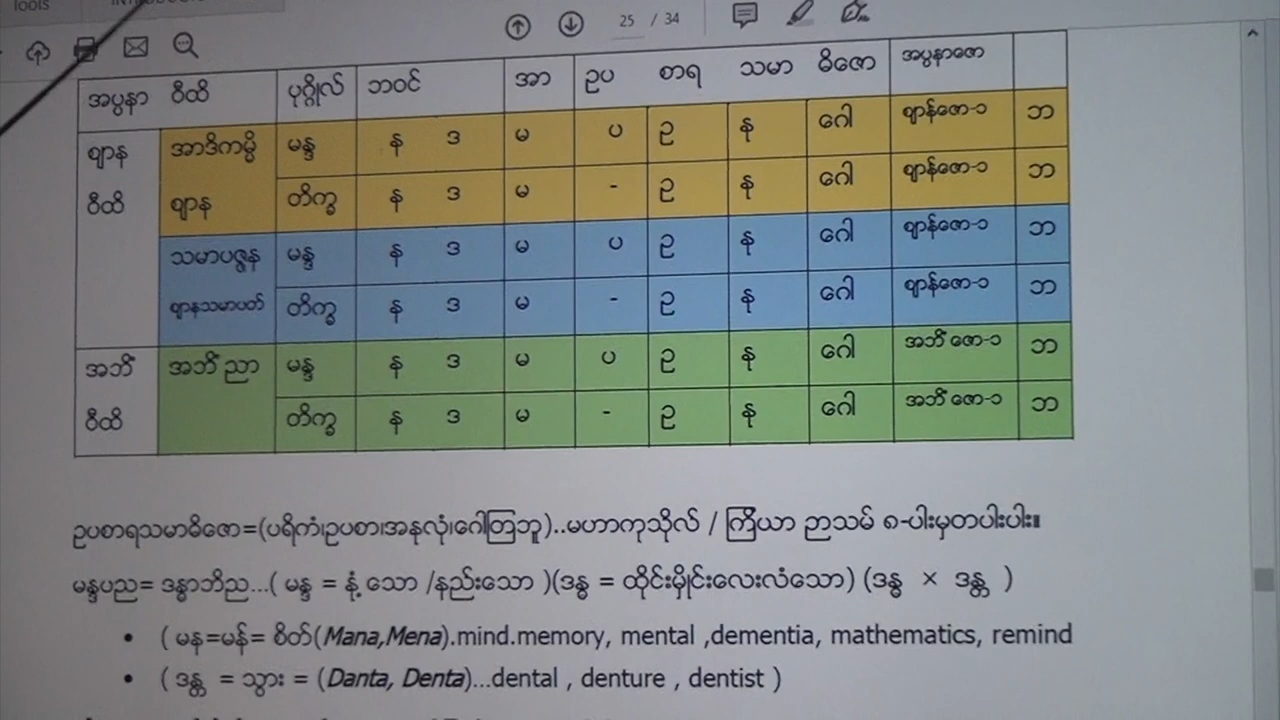 25 / 34
အပွနာ ဝီထိ ပုဂ္ဂိုလ် ဘဝင် အာ ဥပ စာရ သမာ ဓိဇော အပွနာဇော
ဈာန အာဒိကမ္မိ မန္ဒ န ဒ မ ပ ဥ နု ဂေါ ဈာန်ဇော-၁ ဘ
ဝီထိ ဈာန တိက္ခ န ဒ မ - ဥ နု ဂေါ ဈာန်ဇော-၁ ဘ
သမာပဇ္ဇန မန္ဒ န ဒ မ ပ ဥ နု ဂေါ ဈာန်ဇော-၁ ဘ
ဈာနသမာပတ် တိက္ခ န ဒ မ - ဥ နု ဂေါ ဈာန်ဇော-၁ ဘ
အဘိံ အဘိံညာ မန္ဒ န ဒ မ ပ ဥ နု ဂေါ အဘိံဇော-၁ ဘ
ဝီထိ တိက္ခ န ဒ မ - ဥ နု ဂေါ အဘိံဇော-၁ ဘ
ဥပစာရသမာဓိဇော=(ပရိကံ၊ဥပစာ၊အနုလုံ၊ဂေါတြဘူ)..မဟာကုသိုလ် / ကြိယာ ဉာသမ် ၈-ပါးမှတပါးပါး။
မန္ဒပည= ဒန္ဓာဘိည...( မန္ဒ = နုံ့သော /နည်းသော )(ဒန္ဓ = ထိုင်းမှိုင်းလေးလံသော) (ဒန္ဓ × ဒန္တ )
• ( မန=မန်= စိတ်(Mana,Mena).mind.memory, mental ,dementia, mathematics, remind
• ( ဒန္တ = သွား = (Danta, Denta)...dental , denture , dentist )